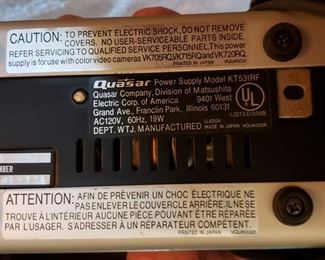 CAUTION: TO PREVENT ELECTRIC SHOCK, DO NOT REMOVE
COVERS. NO USER-SERVICEABLE PARTS INSIDE.
REFER SERVICING TO QUALIFIED SERVICE PERSONNEL. This power
supply is for use with color video cameras VK705RQ,VK715RQ and VK720RQ.
PRINTED IN JAPAN
Quasar Power Supply Model KT531RF
Quasar Company, Division of Matsushita
Electric Corp. of America 9401 West
Grand Ave., Franclin Park, Illinois 60131
AC120V, 60Hz, 19W
DEPT. WTJ. MANUFACTURED IN JAPAN
UL
LISTED
MBER
ATTENTION: AFIN DE PRÉVENIR UN CHOC ÉLECTRIQUE NE
PAS ENLEVER LE COUVERCLE ARRIÈRE. IL NE SE
TROUVE À L'INTÉRIEUR AUCUNE PIÈCE POUVANT ÊTRE RÉPARÉE
PAR L'USAGER. S'ADRESSER À UN RÉPARATEUR COMPÉTENT.
PRINTED IN JAPAN